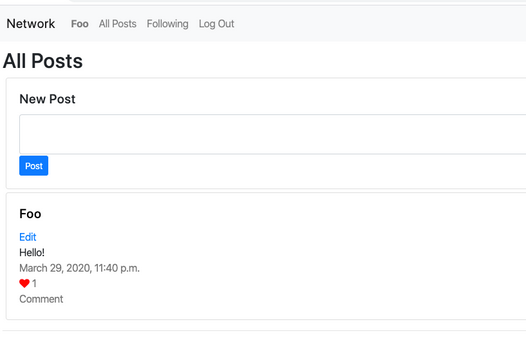 Network Foo All Posts Following Log Out
All Posts
New Post
Post
Foo
Edit
Hello!
March 29, 2020, 11:40 p.m.
1
Comment